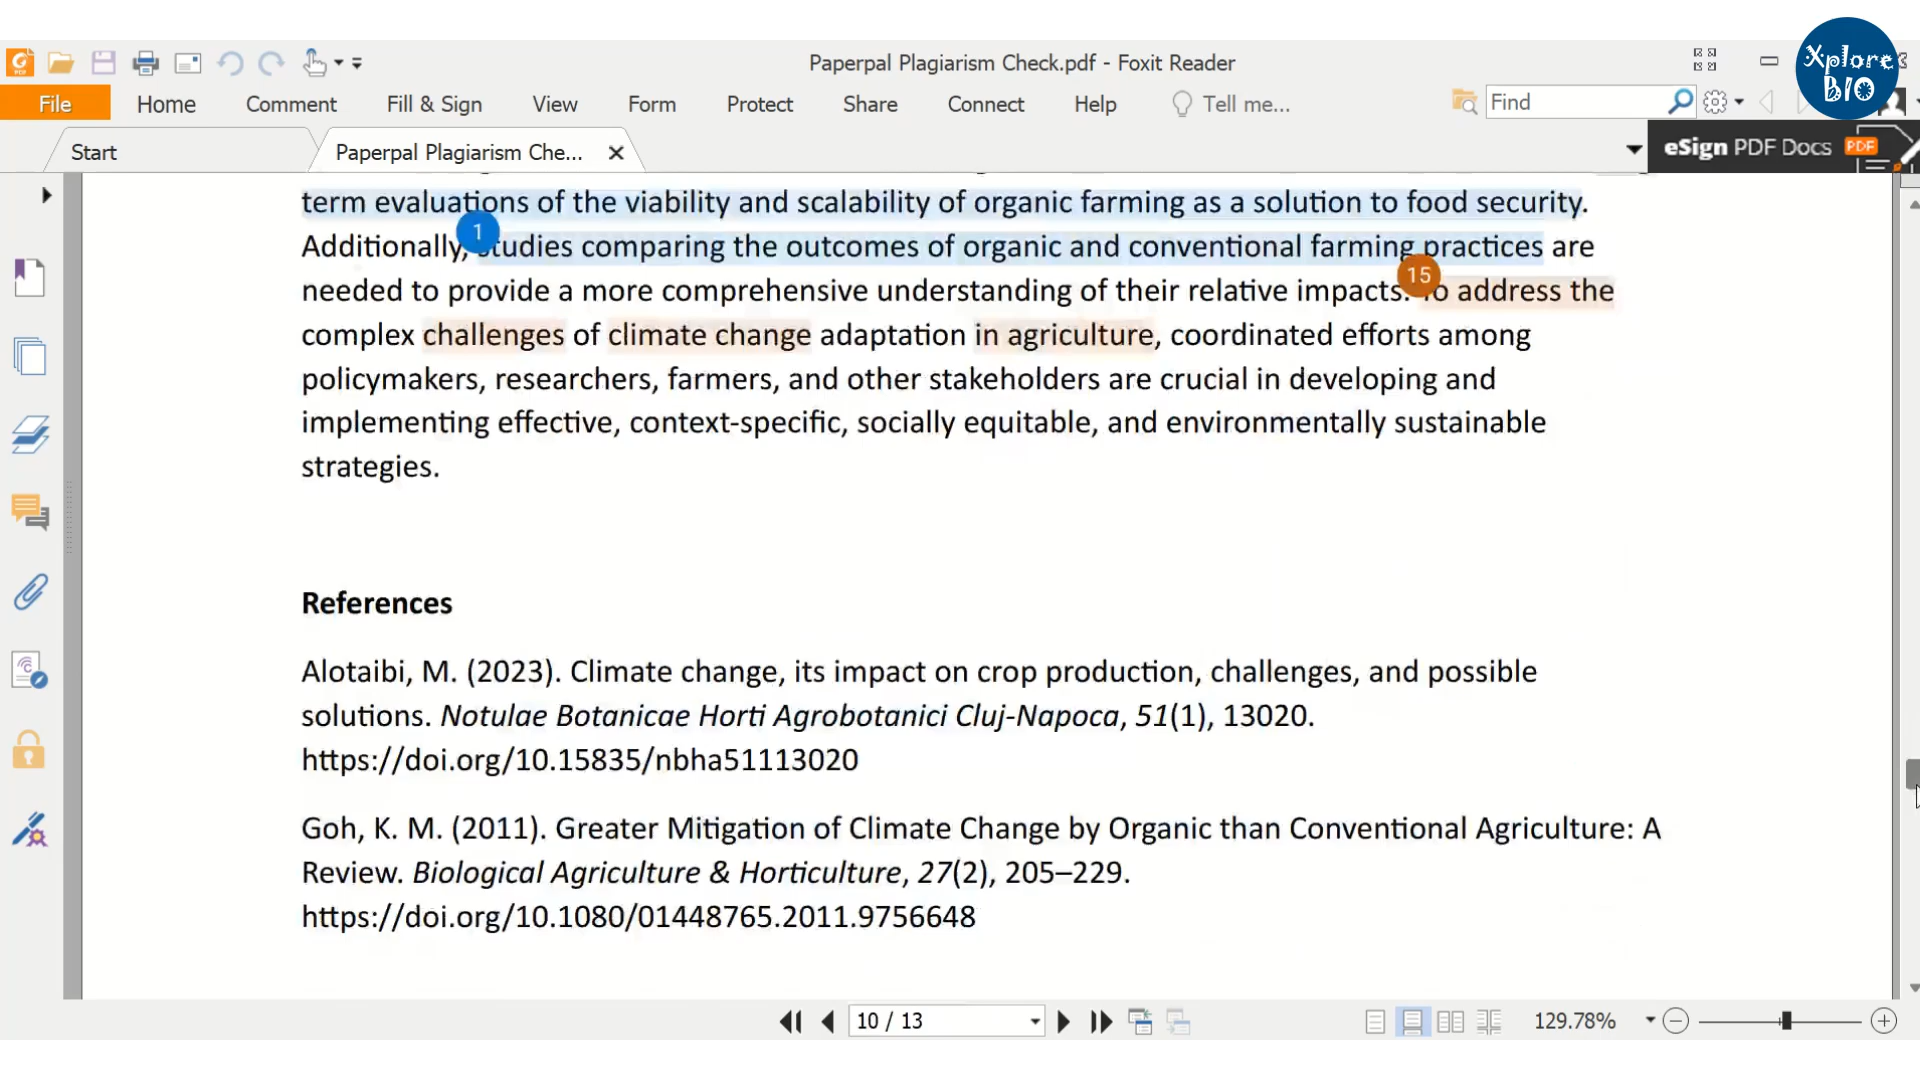 Paperpal Plagiarism Check.pdf - Foxit Reader
Xplore BIO
File Home Comment Fill & Sign View Form Protect Share Connect Help Tell me... Find
Start Paperpal Plagiarism Che... eSign PDF Docs PDF
term evaluations of the viability and scalability of organic farming as a solution to food security.
1
Additionally, studies comparing the outcomes of organic and conventional farming practices are
15
needed to provide a more comprehensive understanding of their relative impacts. To address the
complex challenges of climate change adaptation in agriculture, coordinated efforts among
policymakers, researchers, farmers, and other stakeholders are crucial in developing and
implementing effective, context-specific, socially equitable, and environmentally sustainable
strategies.
References
Alotaibi, M. (2023). Climate change, its impact on crop production, challenges, and possible
solutions. Notulae Botanicae Horti Agrobotanici Cluj-Napoca, 51(1), 13020.
https://doi.org/10.15835/nbha51113020
Goh, K. M. (2011). Greater Mitigation of Climate Change by Organic than Conventional Agriculture: A
Review. Biological Agriculture & Horticulture, 27(2), 205–229.
https://doi.org/10.1080/01448765.2011.9756648
10 / 13 129.78%